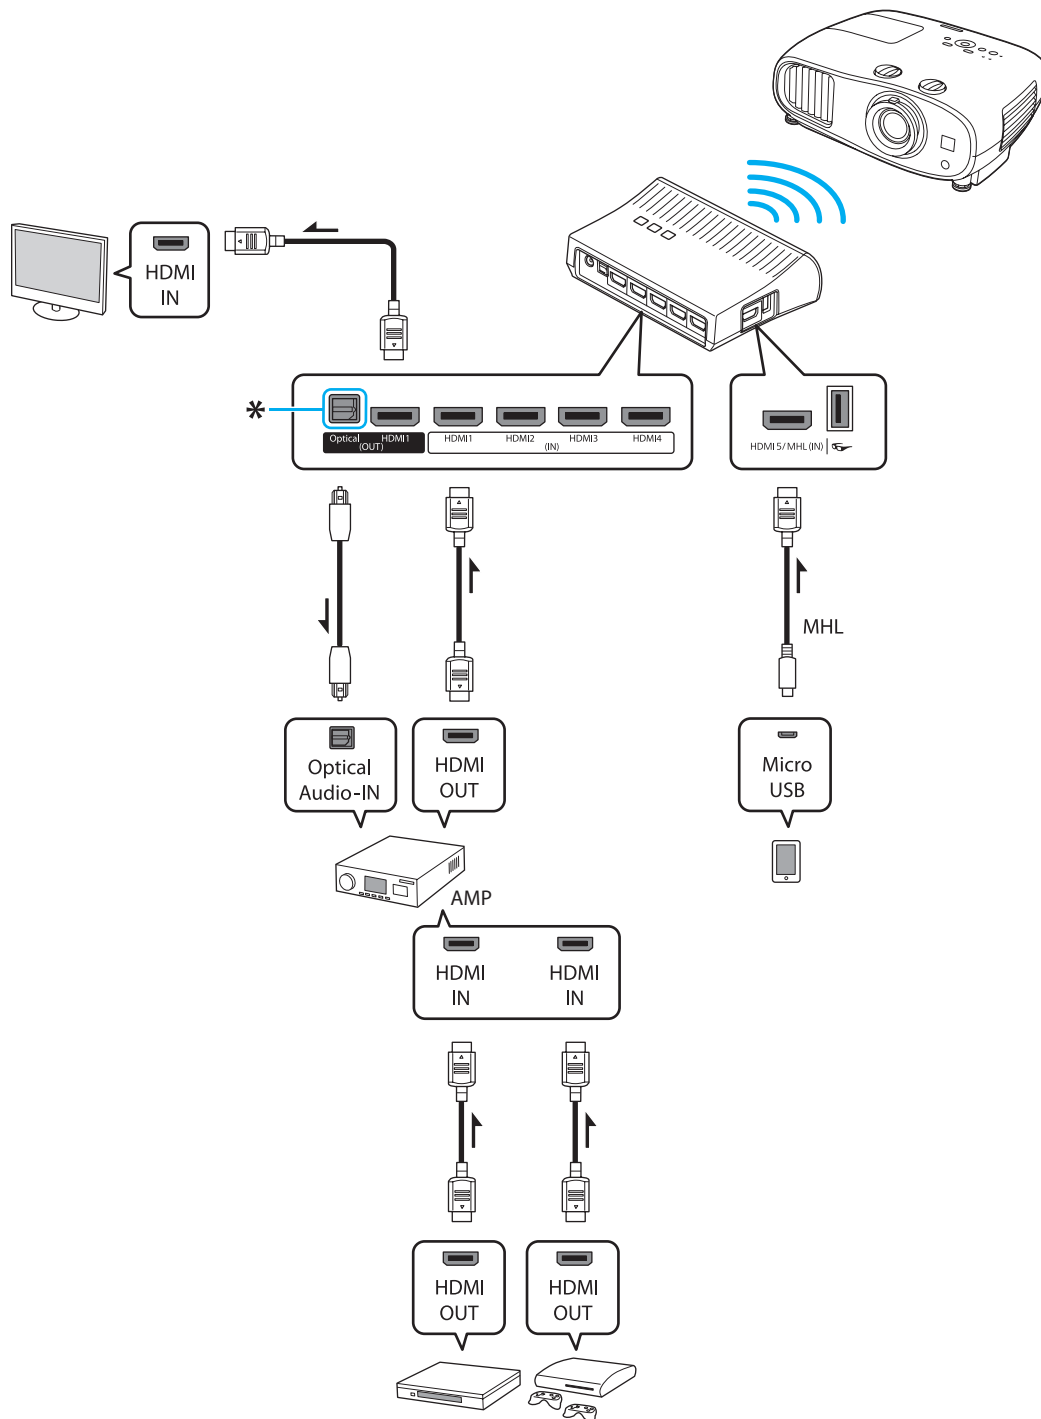 HDMI
IN
*
Optical HDMI1 HDMI1 HDMI2 HDMI3 HDMI4
(OUT) (IN)
HDMI 5/ MHL (IN)
MHL
Optical
Audio-IN
HDMI
OUT
Micro
USB
AMP
HDMI
IN
HDMI
IN
HDMI
OUT
HDMI
OUT